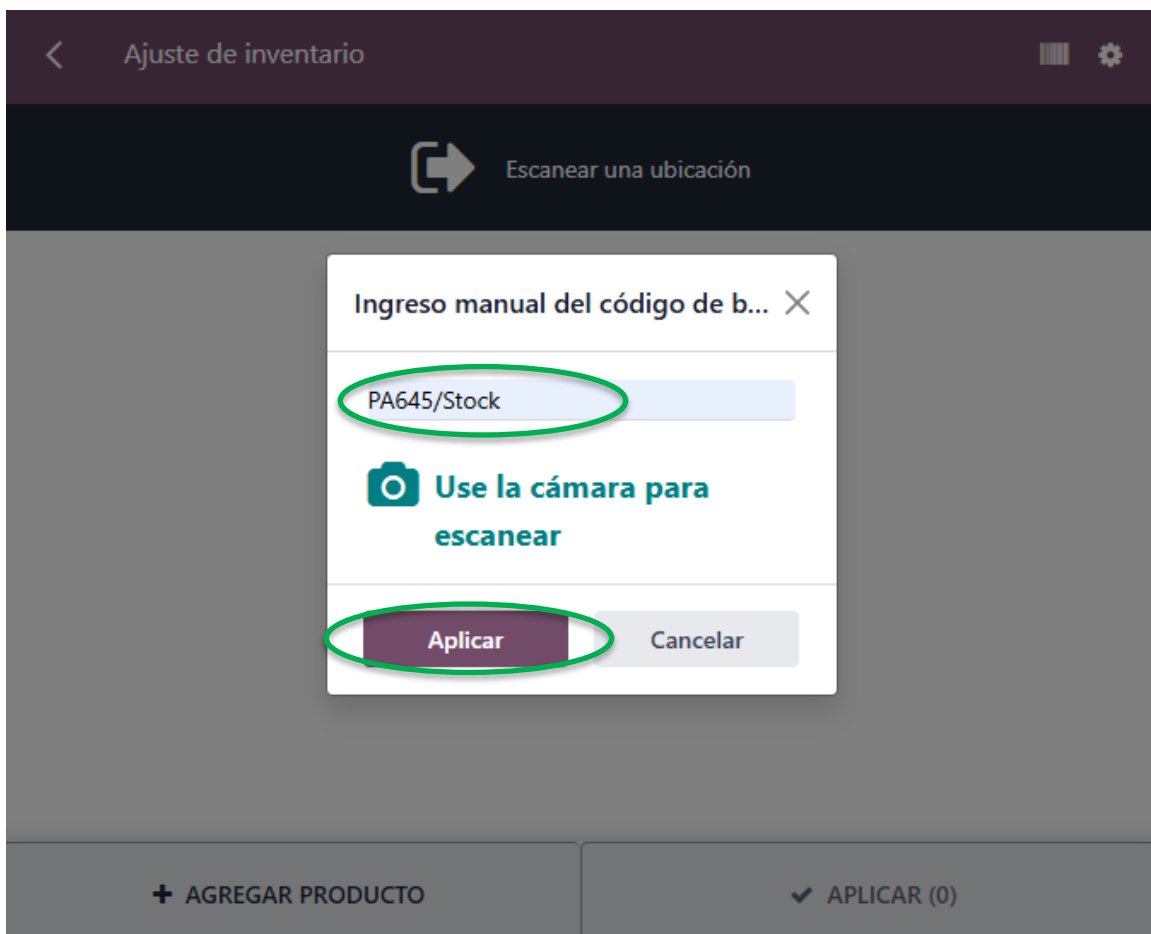 Ajuste de inventario
Escanear una ubicación
Ingreso manual del código de b...
PA645/Stock
Use la cámara para
escanear
Aplicar Cancelar
AGREGAR PRODUCTO APLICAR (0)